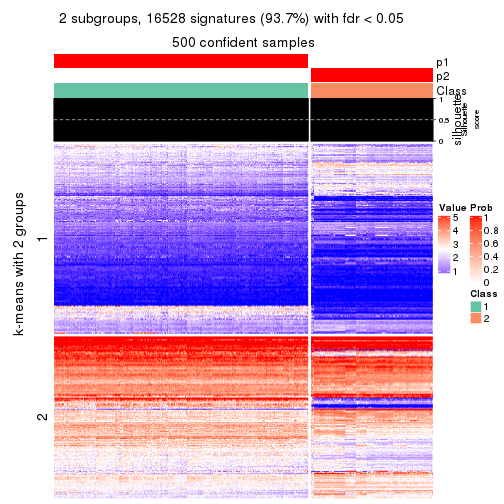 2 subgroups, 16528 signatures (93.7%) with fdr < 0.05
500 confident samples
p1
p2
Class
1
0.5
0
silhouette
Silhouette
score
k-means with 2 groups
1
2
Value
5
4
3
2
1
Prob
1
0.8
0.6
0.4
0.2
0
Class
1
2